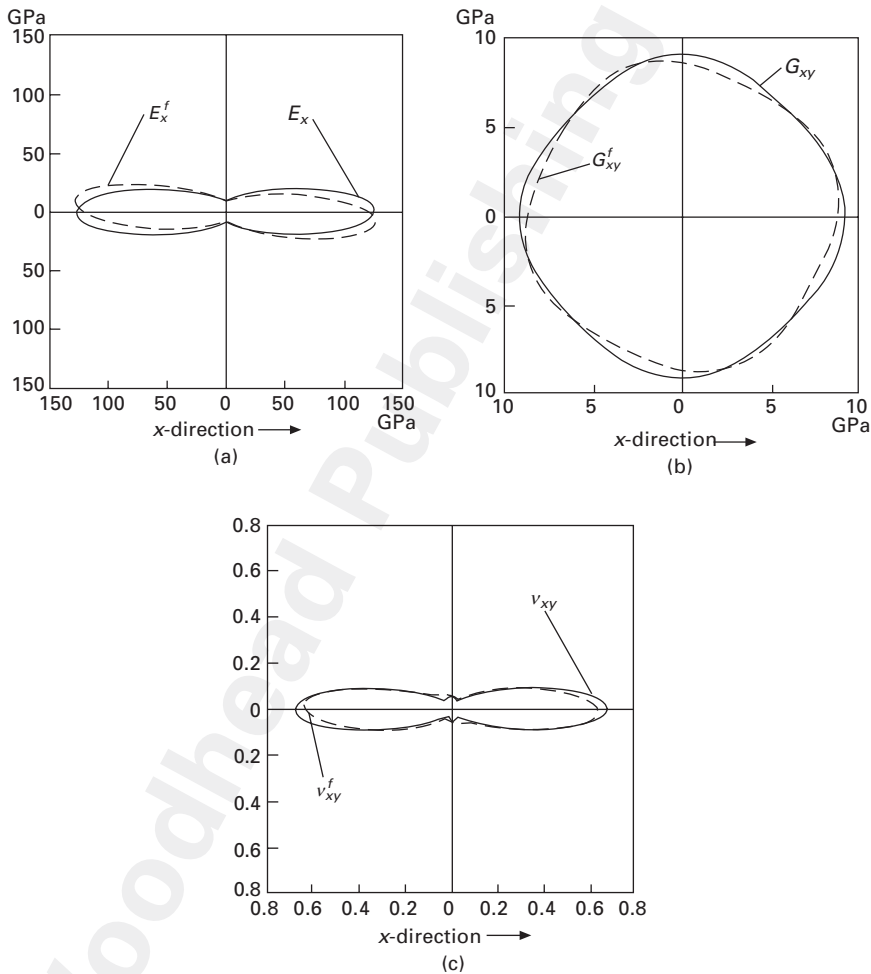 GPa
150
100
50
0
50
100
150
150 100 50 0 50 100 150
GPa
E_x^f
E_x
x-direction
(a)
GPa
10
5
0
5
10
10 5 0 5 10
GPa
G_xy
G_xy^f
x-direction
(b)
0.8
0.6
0.4
0.2
0
0.2
0.4
0.6
0.8
0.8 0.6 0.4 0.2 0 0.2 0.4 0.6 0.8
ν_xy
ν_xy^f
x-direction
(c)
oodhead Publishing